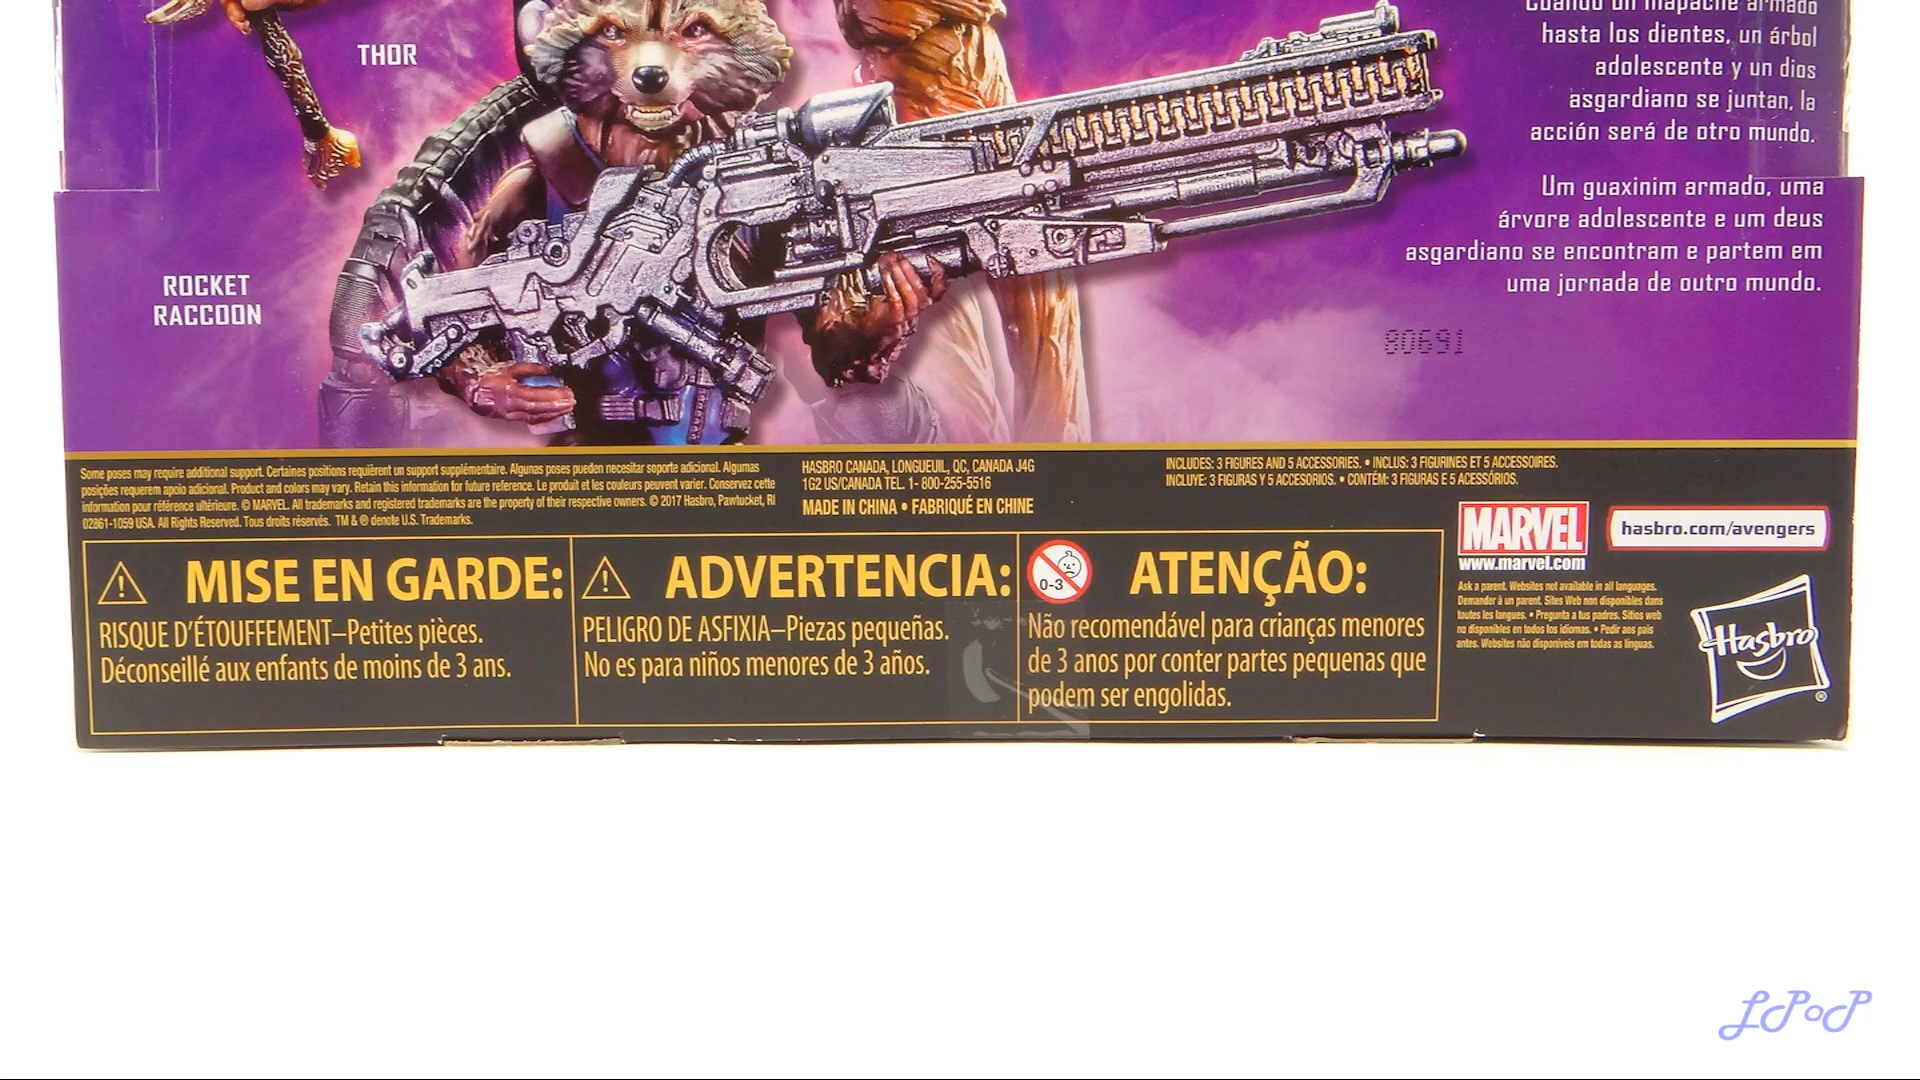 THOR
ROCKET
RACCOON
Cuando un mapache armado
hasta los dientes, un árbol
adolescente y un dios
asgardiano se juntan, la
acción será de otro mundo.
Um guaxinim armado, uma
árvore adolescente e um deus
asgardiano se encontram e partem em
uma jornada de outro mundo.
80691
Some poses may require additional support. Certaines positions requièrent un support supplémentaire. Algunas poses pueden necesitar soporte adicional. Algumas
posições requerem apoio adicional. Product and colors may vary. Retain this information for future reference. Le produit et les couleurs peuvent varier. Conservez cette
information pour référence ultérieure. © MARVEL. All trademarks and registered trademarks are the property of their respective owners. © 2017 Hasbro, Pawtucket, RI
02861-1059 USA. All Rights Reserved. Tous droits réservés. TM & ® denote U.S. Trademarks.
HASBRO CANADA, LONGUEUIL, QC, CANADA J4G
1G2 US/CANADA TEL. 1- 800-255-5516
MADE IN CHINA • FABRIQUÉ EN CHINE
INCLUDES: 3 FIGURES AND 5 ACCESSORIES. • INCLUS: 3 FIGURINES ET 5 ACCESSOIRES.
INCLUYE: 3 FIGURAS Y 5 ACCESORIOS. • CONTÉM: 3 FIGURAS E 5 ACESSÓRIOS.
MISE EN GARDE:
RISQUE D'ÉTOUFFEMENT–Petites pièces.
Déconseillé aux enfants de moins de 3 ans.
ADVERTENCIA:
PELIGRO DE ASFIXIA–Piezas pequeñas.
No es para niños menores de 3 años.
0-3
ATENÇÃO:
Não recomendável para crianças menores
de 3 anos por conter partes pequenas que
podem ser engolidas.
MARVEL
www.marvel.com
hasbro.com/avengers
Ask a parent. Websites not available in all languages.
Demander à un parent. Sites Web non disponibles dans
toutes les langues. • Pregunta a tus padres. Sitios web
no disponibles en todos los idiomas. • Pedir aos pais
antes. Websites não disponíveis em todas as línguas.
Hasbro
®
LPoP